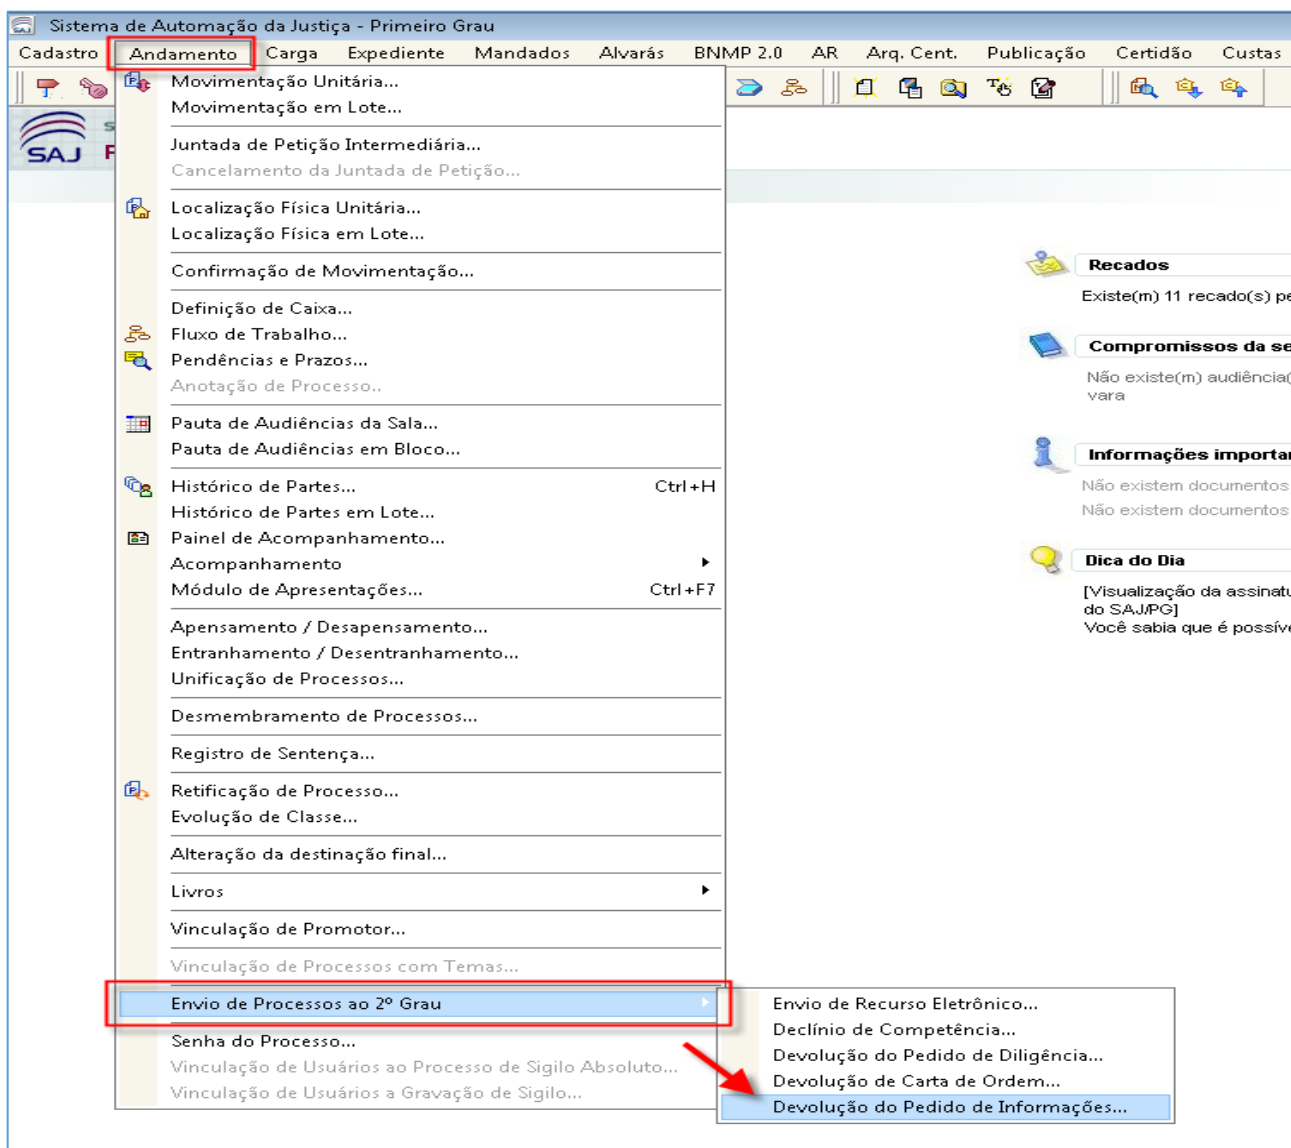 Sistema de Automação da Justiça - Primeiro Grau
Cadastro Andamento Carga Expediente Mandados Alvarás BNMP 2.0 AR Arq. Cent. Publicação Certidão Custas
SAJ
Movimentação Unitária...
Movimentação em Lote...
Juntada de Petição Intermediária...
Cancelamento da Juntada de Petição...
Localização Física Unitária...
Localização Física em Lote...
Confirmação de Movimentação...
Definição de Caixa...
Fluxo de Trabalho...
Pendências e Prazos...
Anotação de Processo..
Pauta de Audiências da Sala...
Pauta de Audiências em Bloco...
Histórico de Partes... Ctrl+H
Histórico de Partes em Lote...
Painel de Acompanhamento...
Acompanhamento
Módulo de Apresentações... Ctrl+F7
Apensamento / Desapensamento...
Entranhamento / Desentranhamento...
Unificação de Processos...
Desmembramento de Processos...
Registro de Sentença...
Retificação de Processo...
Evolução de Classe...
Alteração da destinação final...
Livros
Vinculação de Promotor...
Vinculação de Processos com Temas...
Envio de Processos ao 2º Grau
Senha do Processo...
Vinculação de Usuários ao Processo de Sigilo Absoluto...
Vinculação de Usuários a Gravação de Sigilo...
Envio de Recurso Eletrônico...
Declínio de Competência...
Devolução do Pedido de Diligência...
Devolução de Carta de Ordem...
Devolução do Pedido de Informações...
Recados
Existe(m) 11 recado(s) pe
Compromissos da se
Não existe(m) audiência(
vara
Informações importa
Não existem documentos
Não existem documentos
Dica do Dia
[Visualização da assinatu
do SAJ/PG]
Você sabia que é possíve